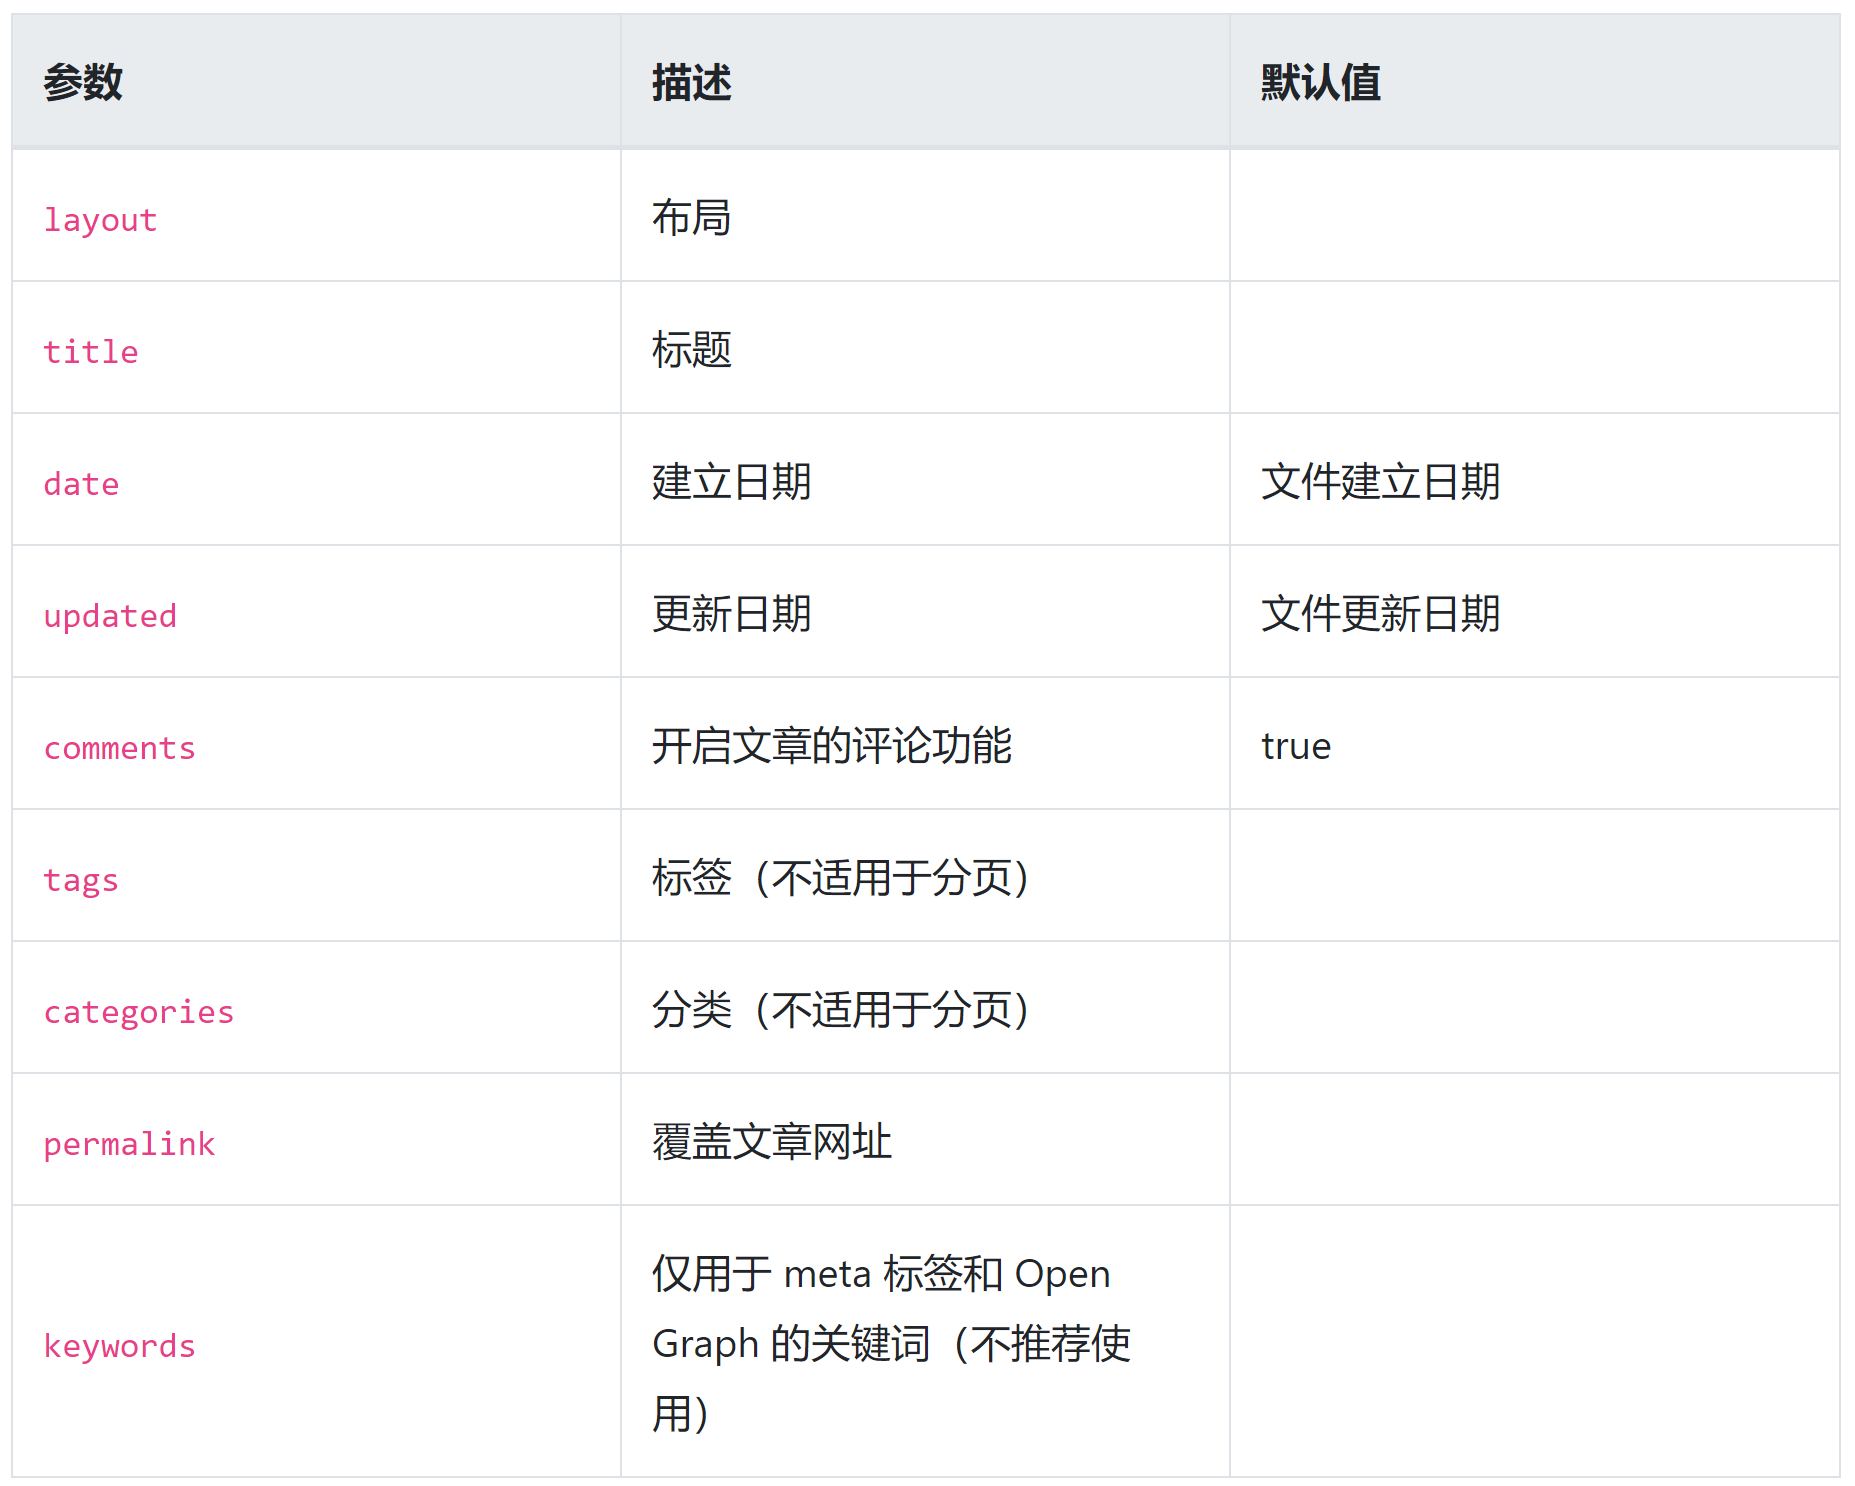 参数 描述 默认值
layout 布局
title 标题
date 建立日期 文件建立日期
updated 更新日期 文件更新日期
comments 开启文章的评论功能 true
tags 标签（不适用于分页）
categories 分类（不适用于分页）
permalink 覆盖文章网址
keywords 仅用于 meta 标签和 Open
Graph 的关键词（不推荐使
用）